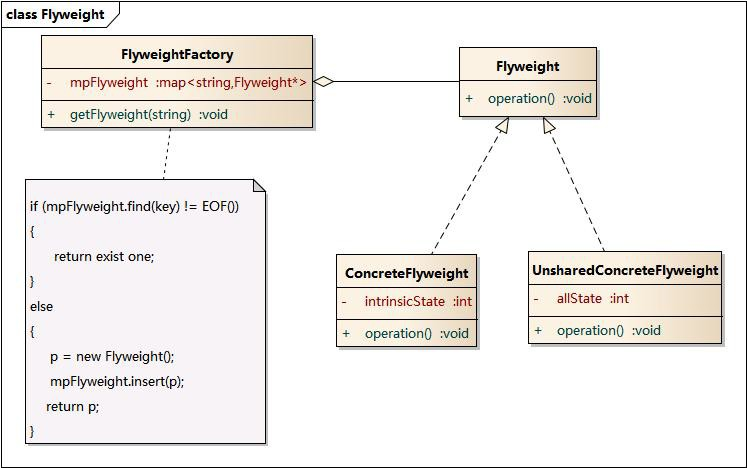 class Flyweight
FlyweightFactory
- mpFlyweight :map<string,Flyweight*>
+ getFlyweight(string) :void
Flyweight
+ operation() :void
if (mpFlyweight.find(key) != EOF())
{
return exist one;
}
else
{
p = new Flyweight();
mpFlyweight.insert(p);
return p;
}
ConcreteFlyweight
- intrinsicState :int
+ operation() :void
UnsharedConcreteFlyweight
- allState :int
+ operation() :void